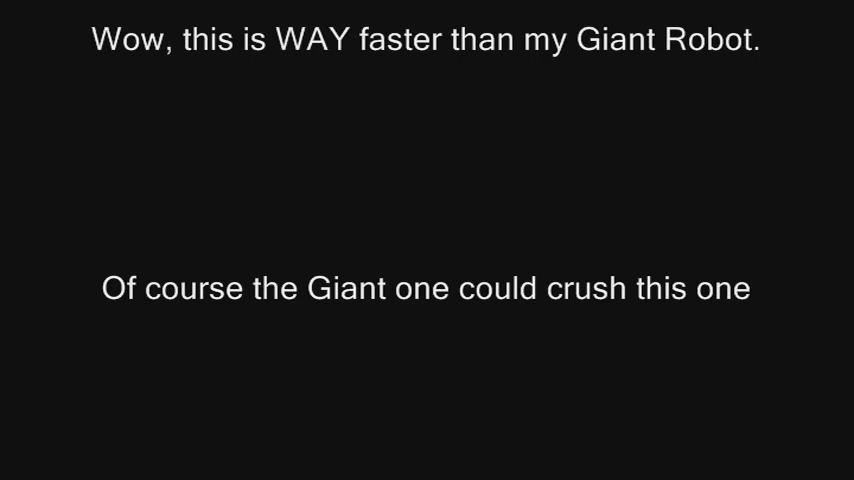 Wow, this is WAY faster than my Giant Robot.
Of course the Giant one could crush this one